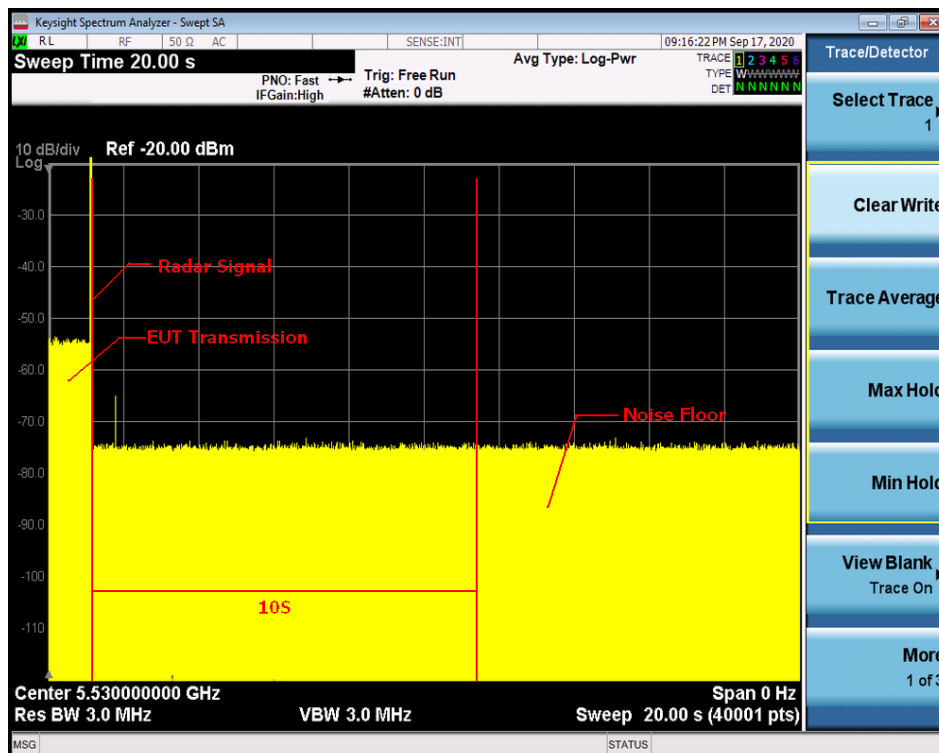 Keysight Spectrum Analyzer - Swept SA
LXI RL RF 50 Ω AC SENSE:INT 09:16:22 PM Sep 17, 2020
Sweep Time 20.00 s
PNO: Fast
IFGain:High
Trig: Free Run
#Atten: 0 dB
Avg Type: Log-Pwr
TRACE 1 2 3 4 5 6
TYPE WWWWWWW
DET N N N N N N
10 dB/div Ref -20.00 dBm
Log
-30.0
-40.0
-50.0
-60.0
-70.0
-80.0
-90.0
-100
-110
Radar Signal
EUT Transmission
Noise Floor
10S
Center 5.530000000 GHz Span 0 Hz
Res BW 3.0 MHz VBW 3.0 MHz Sweep 20.00 s (40001 pts)
MSG STATUS
Trace/Detector
Select Trace
1
Clear Write
Trace Average
Max Hold
Min Hold
View Blank
Trace On
More
1 of 3